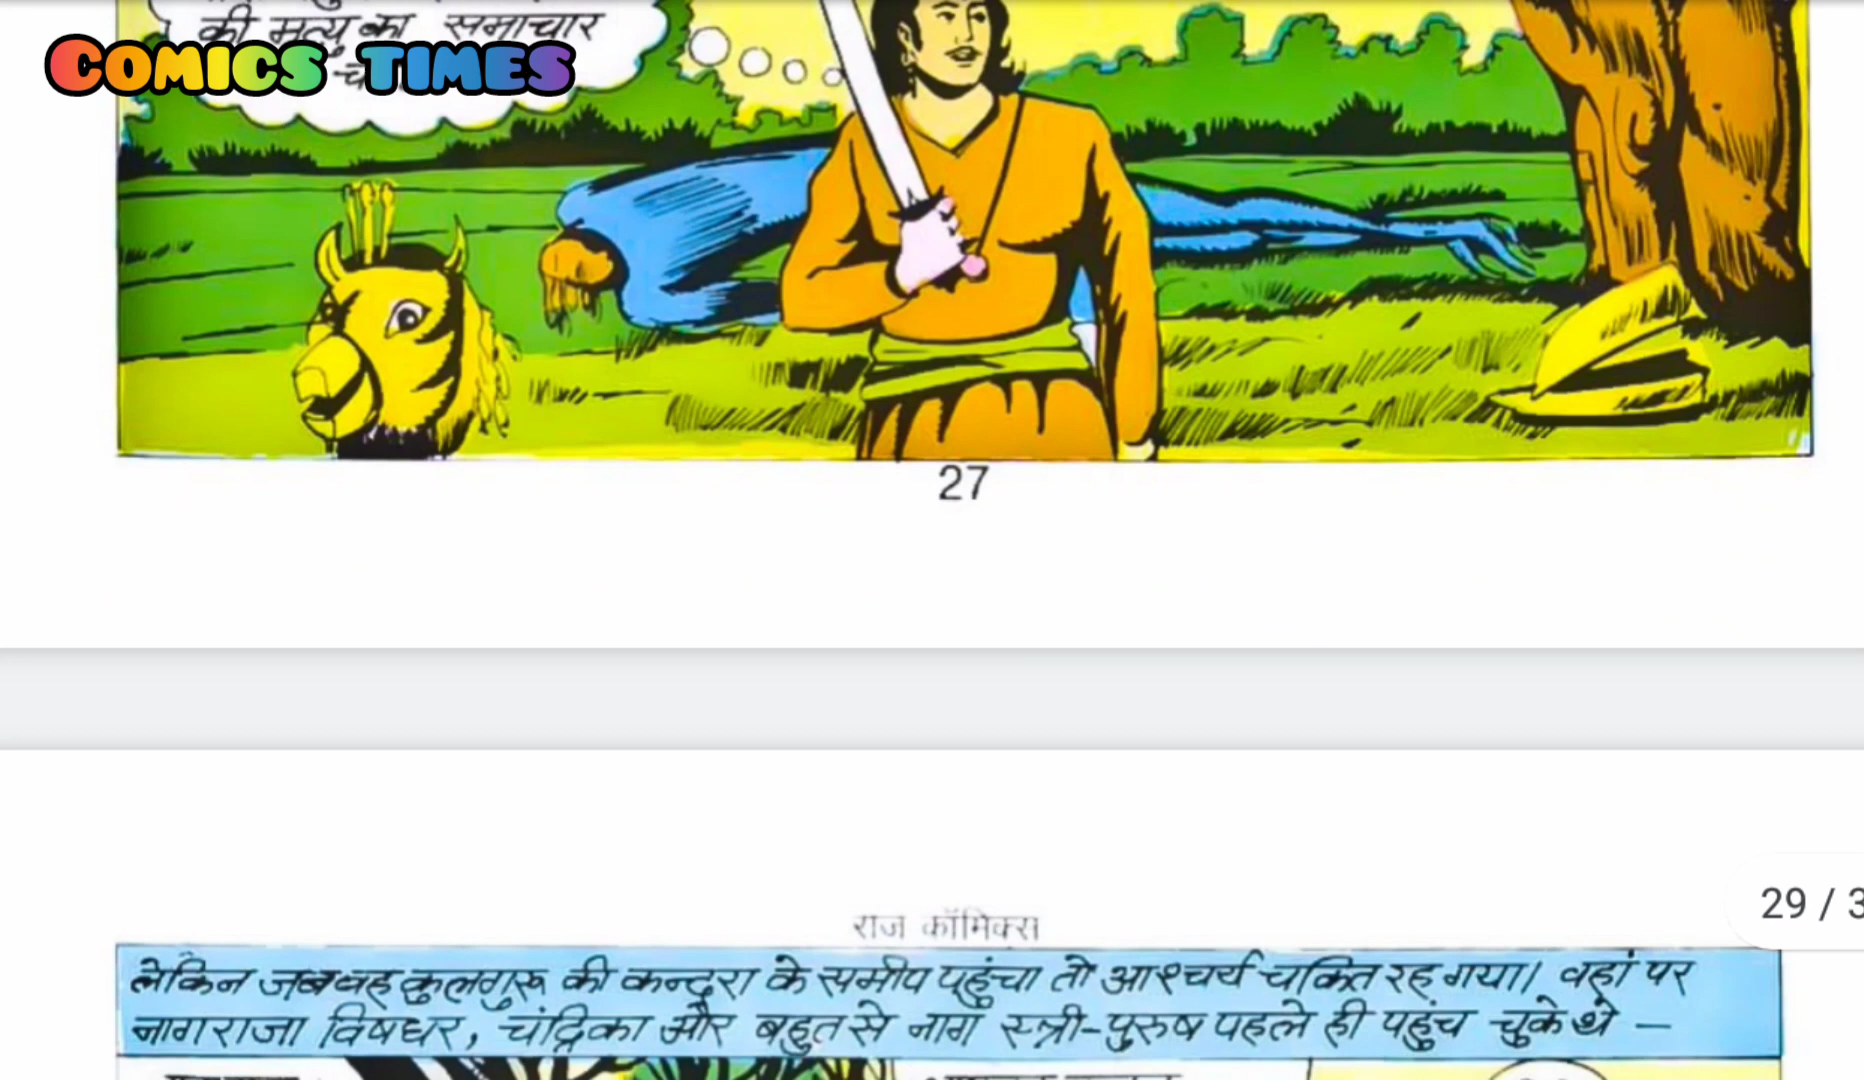 की मृत्यु का समाचार
COMICS TIMES
27
29 / 3
राज कॉमिक्स
लेकिन जब वह कुलगुरू की कन्दरा के समीप पहुंचा तो आश्चर्य चकित रह गया। वहां पर
नागराजा विषधर, चंद्रिका और बहुत से नाग स्त्री-पुरुष पहले ही पहुंच चुके थे —